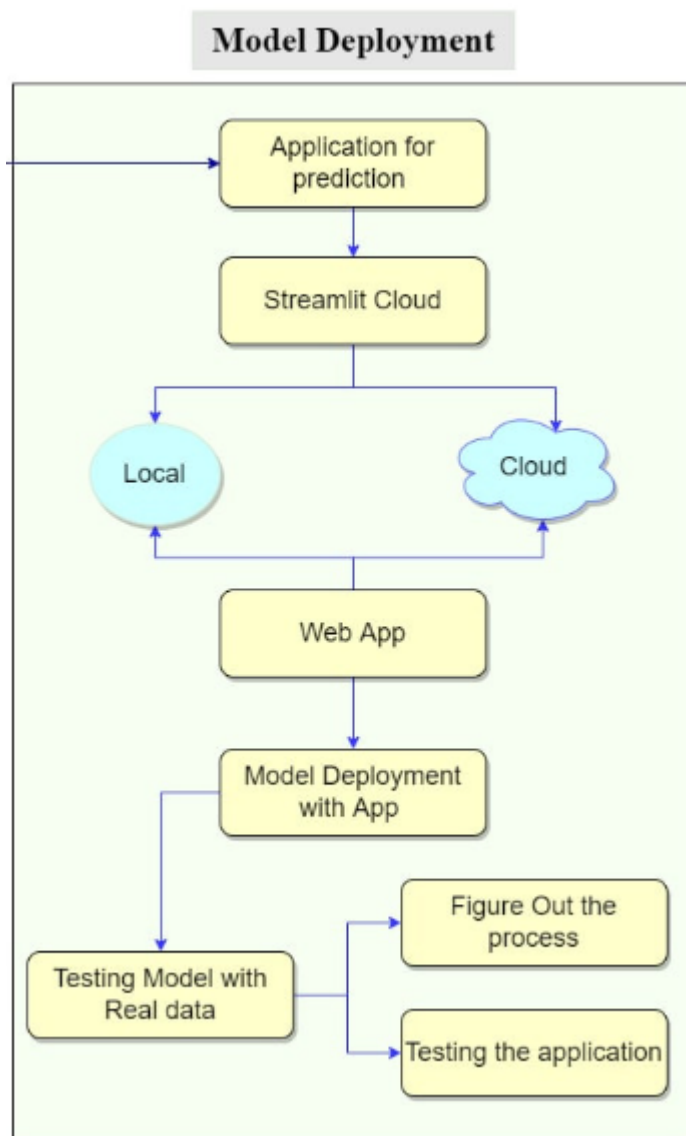 Model Deployment
Application for
prediction
Streamlit Cloud
Local
Cloud
Web App
Model Deployment
with App
Figure Out the
process
Testing Model with
Real data
Testing the application